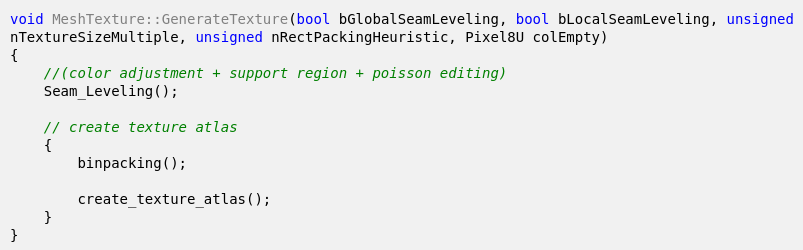 void MeshTexture::GenerateTexture(bool bGlobalSeamLeveling, bool bLocalSeamLeveling, unsigned
nTextureSizeMultiple, unsigned nRectPackingHeuristic, Pixel8U colEmpty)
{
    //(color adjustment + support region + poisson editing)
    Seam_Leveling();

    // create texture atlas
    {
        binpacking();

        create_texture_atlas();
    }
}